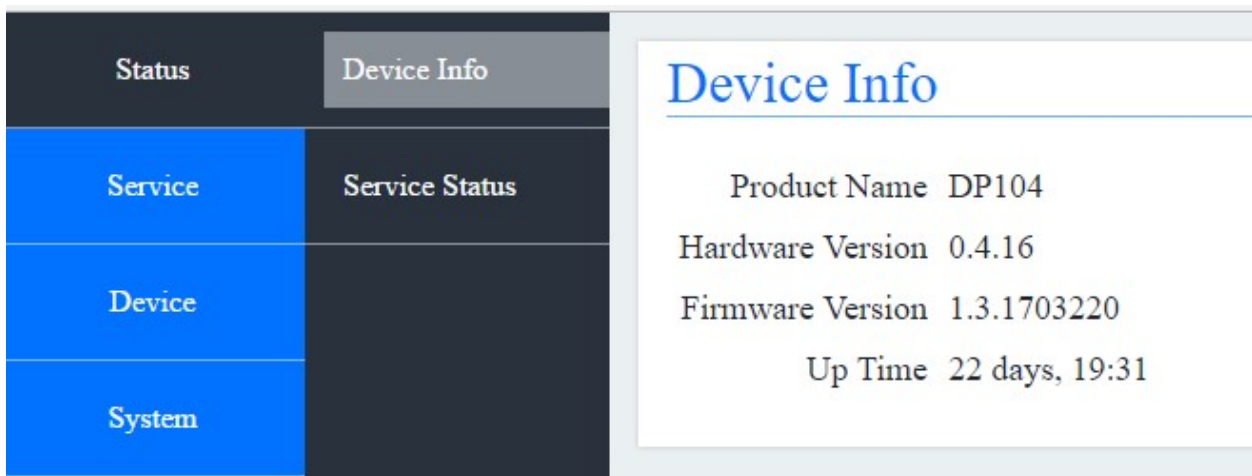 Status
Service
Device
System
Device Info
Service Status
Device Info
Product Name DP104
Hardware Version 0.4.16
Firmware Version 1.3.1703220
Up Time 22 days, 19:31